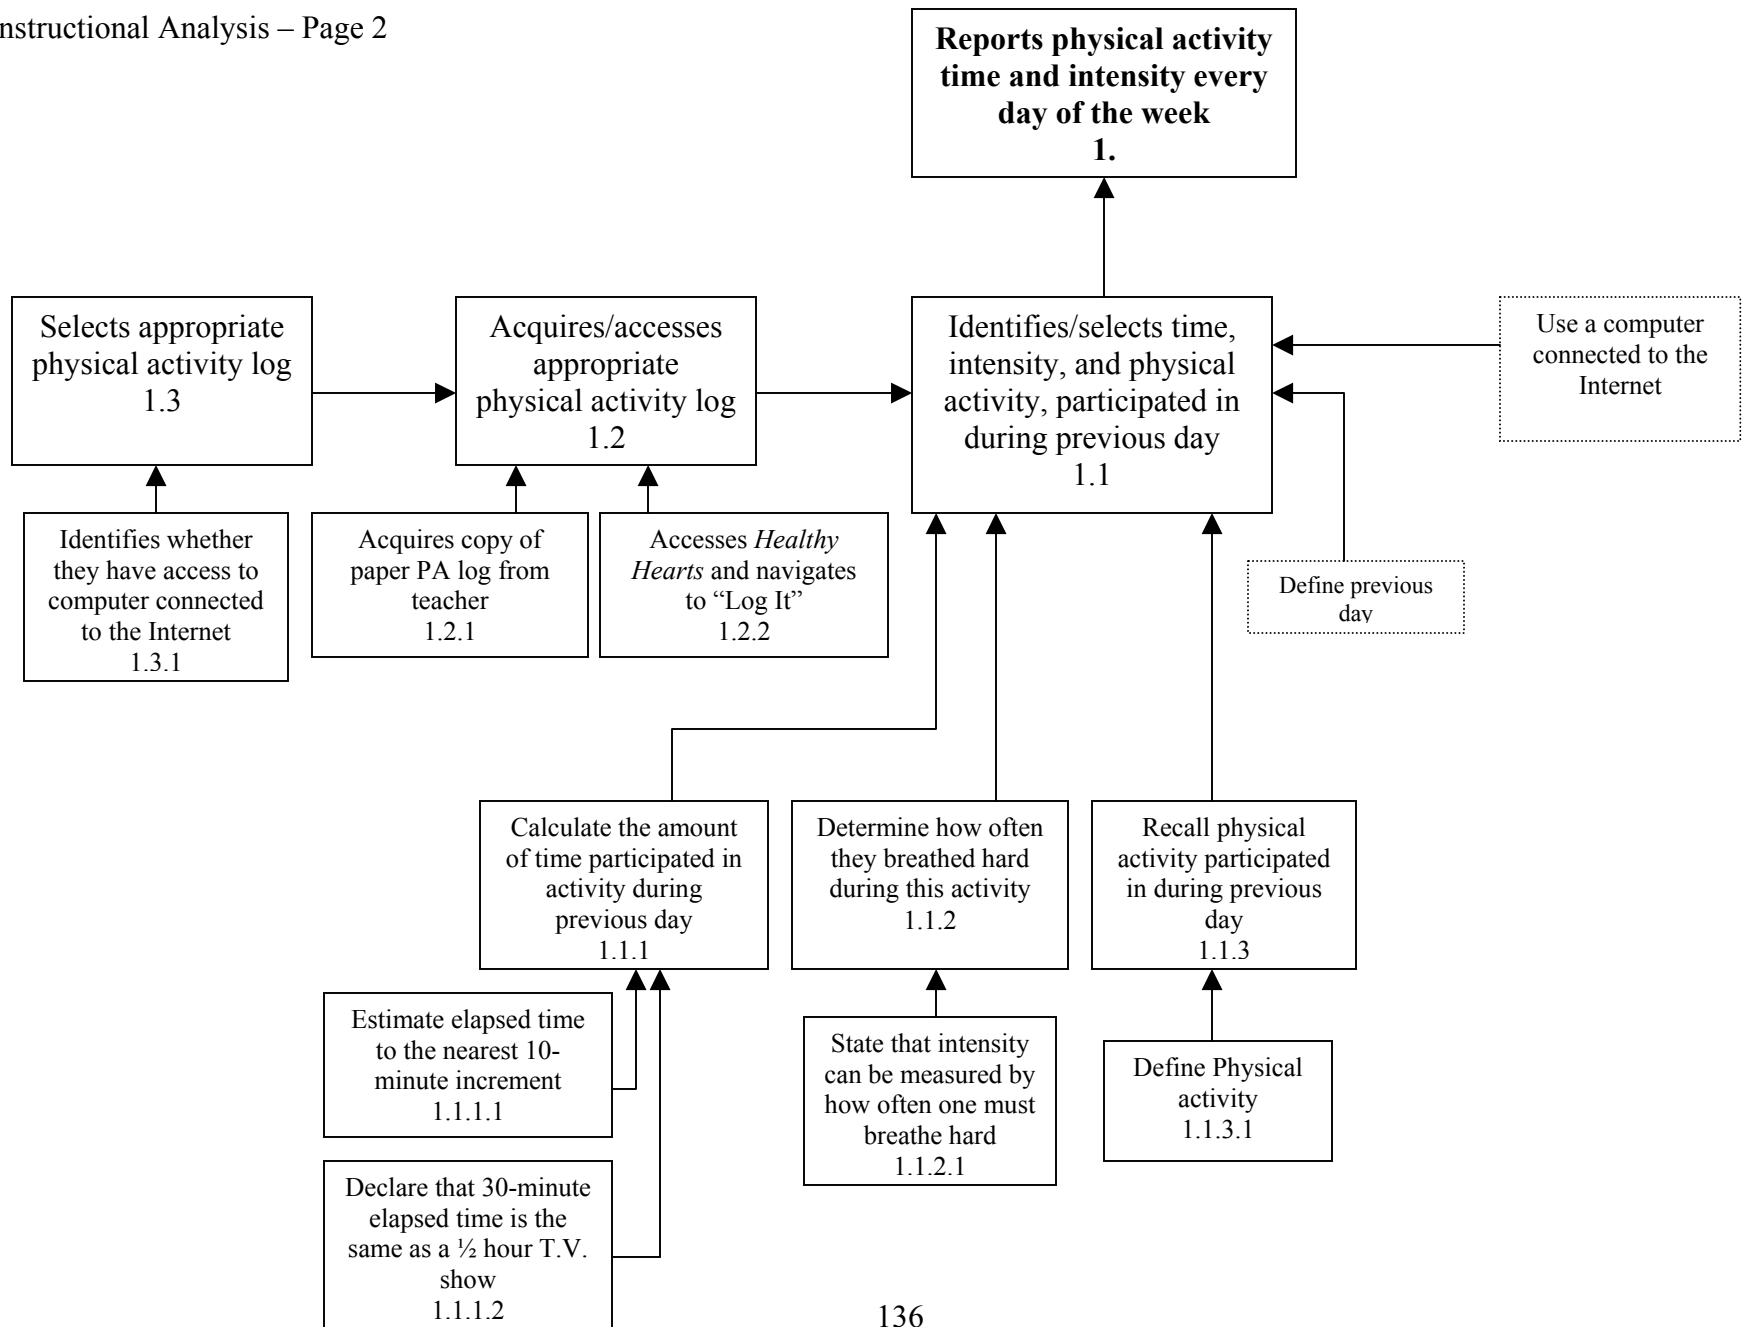 nstructional Analysis – Page 2
Reports physical activity
time and intensity every
day of the week
1.
Selects appropriate
physical activity log
1.3
Acquires/accesses
appropriate
physical activity log
1.2
Identifies/selects time,
intensity, and physical
activity, participated in
during previous day
1.1
Use a computer
connected to the
Internet
Identifies whether
they have access to
computer connected
to the Internet
1.3.1
Acquires copy of
paper PA log from
teacher
1.2.1
Accesses Healthy
Hearts and navigates
to “Log It”
1.2.2
Define previous
day
Calculate the amount
of time participated in
activity during
previous day
1.1.1
Determine how often
they breathed hard
during this activity
1.1.2
Recall physical
activity participated
in during previous
day
1.1.3
Estimate elapsed time
to the nearest 10-
minute increment
1.1.1.1
State that intensity
can be measured by
how often one must
breathe hard
1.1.2.1
Define Physical
activity
1.1.3.1
Declare that 30-minute
elapsed time is the
same as a ½ hour T.V.
show
1.1.1.2
136